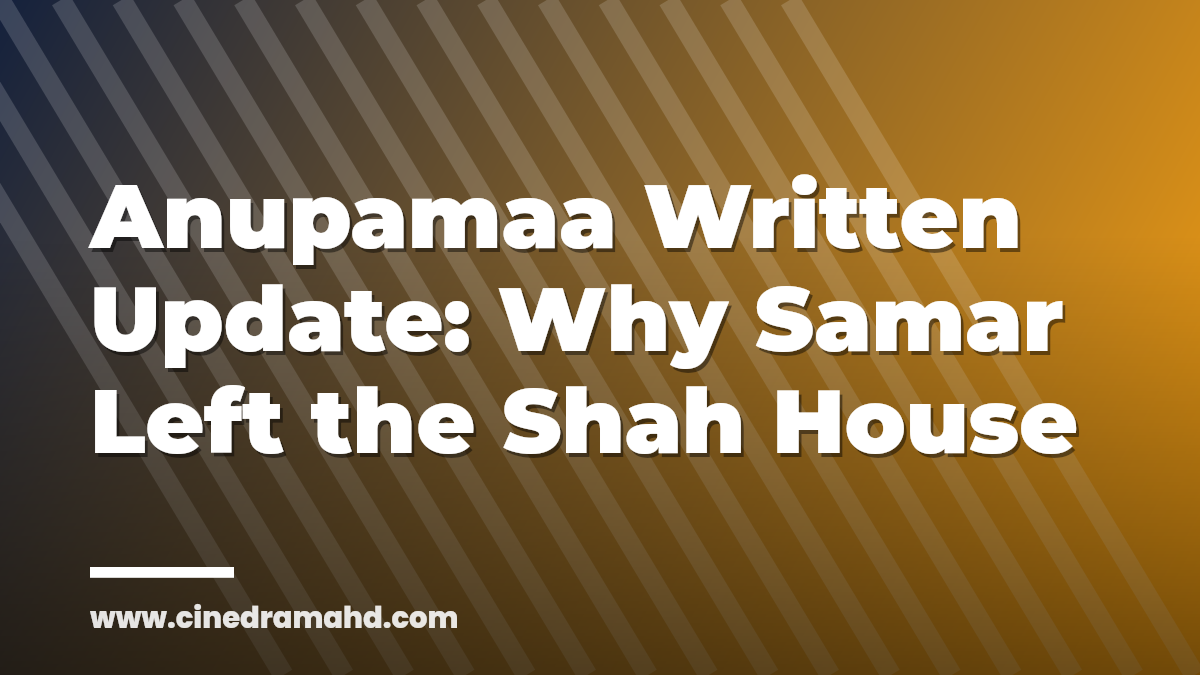 Anupamaa Written
Update: Why Samar
Left the Shah House
www.cinedramahd.com